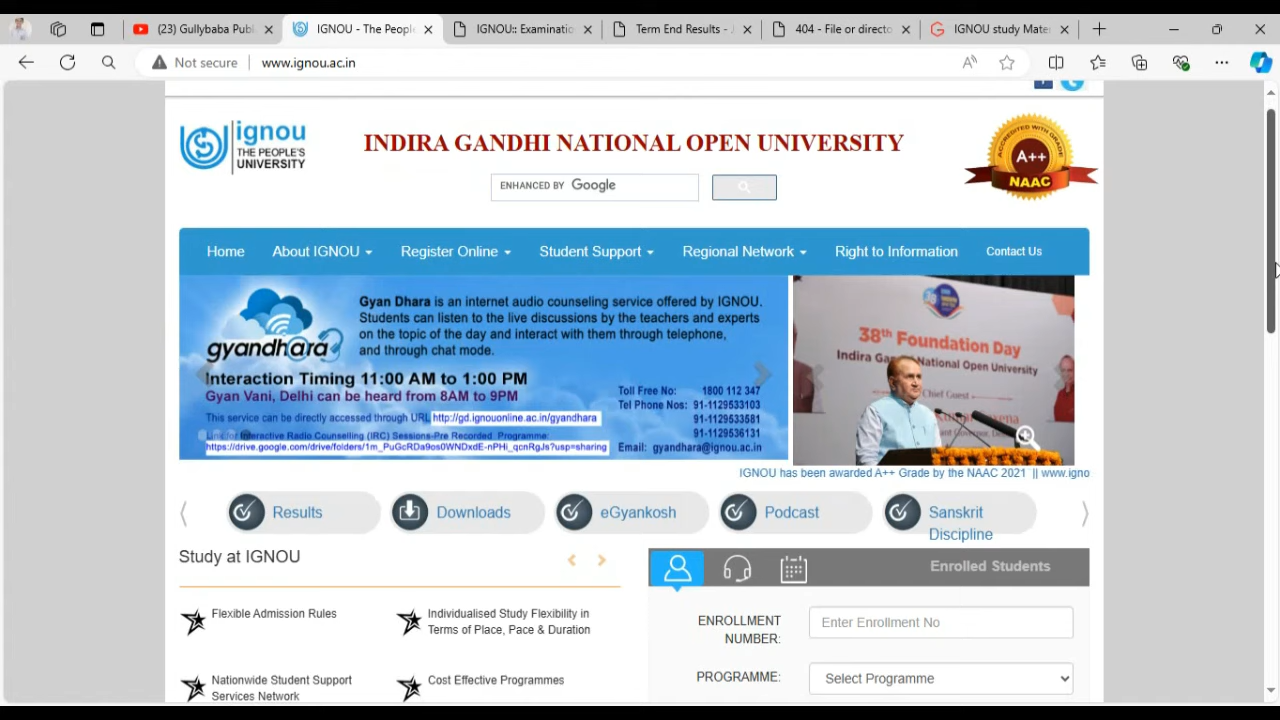 (23) Gullybaba Publ
IGNOU - The People
IGNOU:: Examinatio
Term End Results - J
404 - File or directo
IGNOU study Mate
Not secure
www.ignou.ac.in
ignou
THE PEOPLE'S
UNIVERSITY
INDIRA GANDHI NATIONAL OPEN UNIVERSITY
ENHANCED BY Google
ACCREDITED WITH GRADE
A++
NAAC
Home
About IGNOU
Register Online
Student Support
Regional Network
Right to Information
Contact Us
gyandhara
Gyan Dhara is an internet audio counseling service offered by IGNOU.
Students can listen to the live discussions by the teachers and experts
on the topic of the day and interact with them through telephone,
and through chat mode.
Interaction Timing 11:00 AM to 1:00 PM
Gyan Vani, Delhi can be heard from 8AM to 9PM
This service can be directly accessed through URL http://gd.ignouonline.ac.in/gyandhara
Interactive Radio Counselling (IRC) Sessions-Pre Recorded Programme:
https://drive.google.com/drive/folders/1m_PuGcRDa9os0WNDxdE-nPHi_qcnRgJs?usp=sharing
Toll Free No: 1800 112 347
Tel Phone Nos: 91-1129533103
91-1129533581
91-1129536131
Email: gyandhara@ignou.ac.in
38th Foundation Day
Indira Ga National Open University
Chief Guest
IGNOU has been awarded A++ Grade by the NAAC 2021 || www.igno
Results
Downloads
eGyankosh
Podcast
Sanskrit
Discipline
Study at IGNOU
Flexible Admission Rules
Individualised Study Flexibility in
Terms of Place, Pace & Duration
Nationwide Student Support
Services Network
Cost Effective Programmes
Enrolled Students
ENROLLMENT
NUMBER:
Enter Enrollment No
PROGRAMME:
Select Programme